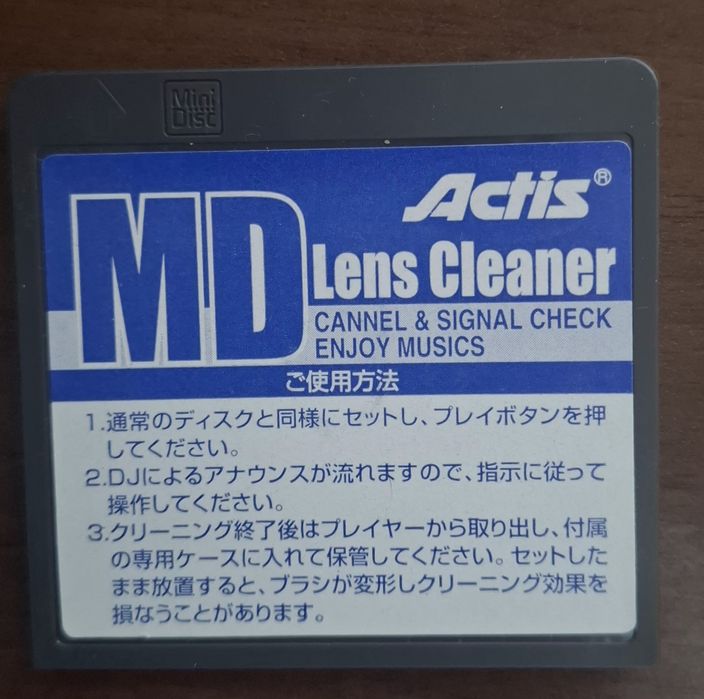 Mini
Disc
Actis®
MD
Lens Cleaner
CANNEL & SIGNAL CHECK
ENJOY MUSICS
ご使用方法
1.通常のディスクと同様にセットし、プレイボタンを押
してください。
2.DJによるアナウンスが流れますので、指示に従って
操作してください。
3.クリーニング終了後はプレイヤーから取り出し、付属
の専用ケースに入れて保管してください。セットした
まま放置すると、ブラシが変形しクリーニング効果を
損なうことがあります。